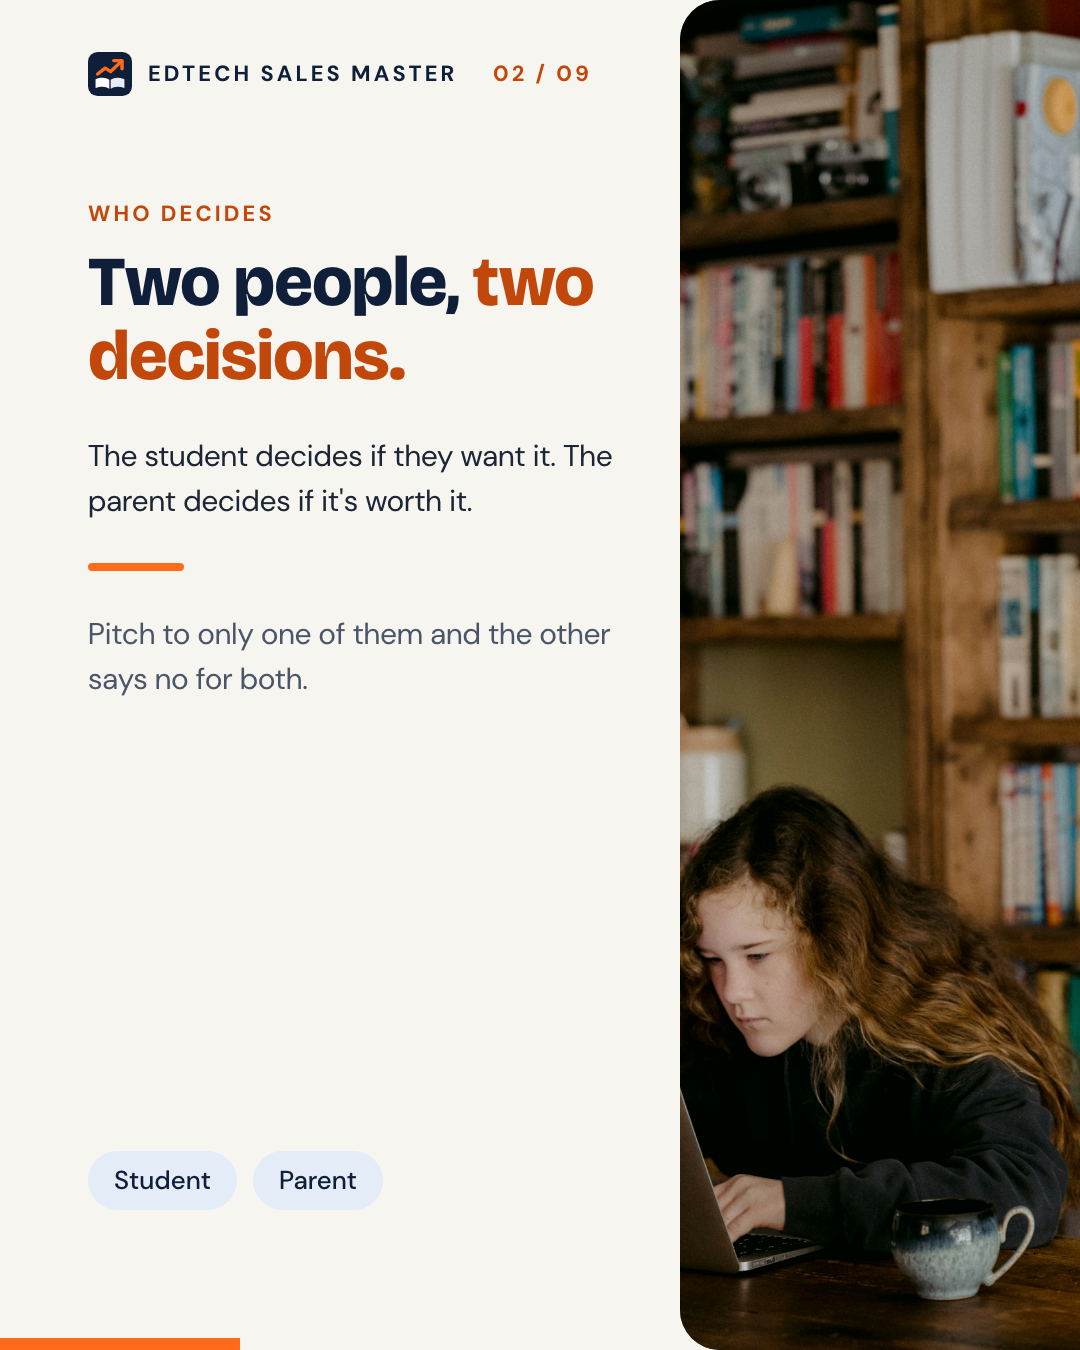 EDTECH SALES MASTER 02 / 09
WHO DECIDES
Two people, two
decisions.
The student decides if they want it. The
parent decides if it's worth it.
Pitch to only one of them and the other
says no for both.
Student Parent